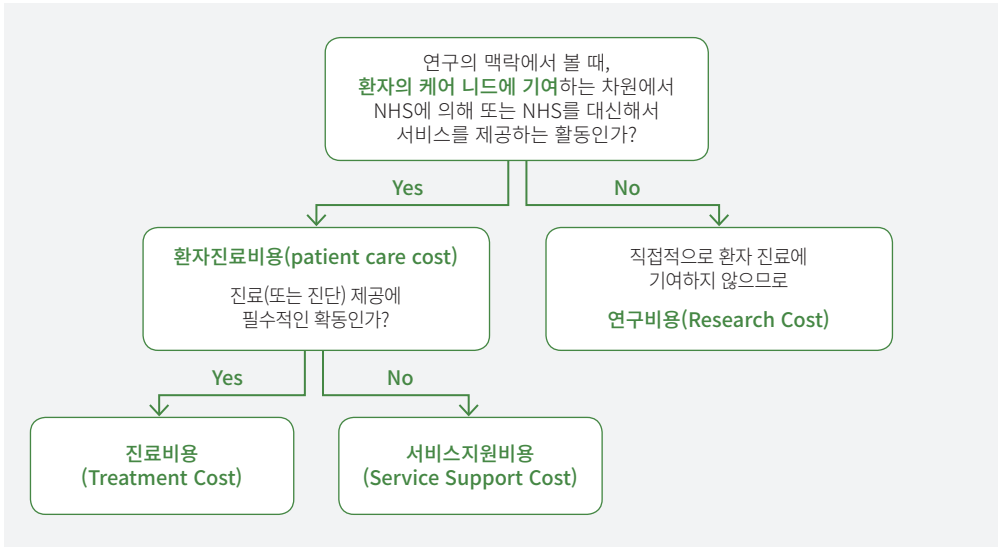 연구의 맥락에서 볼 때,
환자의 케어 니드에 기여하는 차원에서
NHS에 의해 또는 NHS를 대신해서
서비스를 제공하는 활동인가?
Yes
No
환자진료비용(patient care cost)
진료(또는 진단) 제공에
필수적인 확동인가?
직접적으로 환자 진료에
기여하지 않으므로
연구비용(Research Cost)
Yes
No
진료비용
(Treatment Cost)
서비스지원비용
(Service Support Cost)